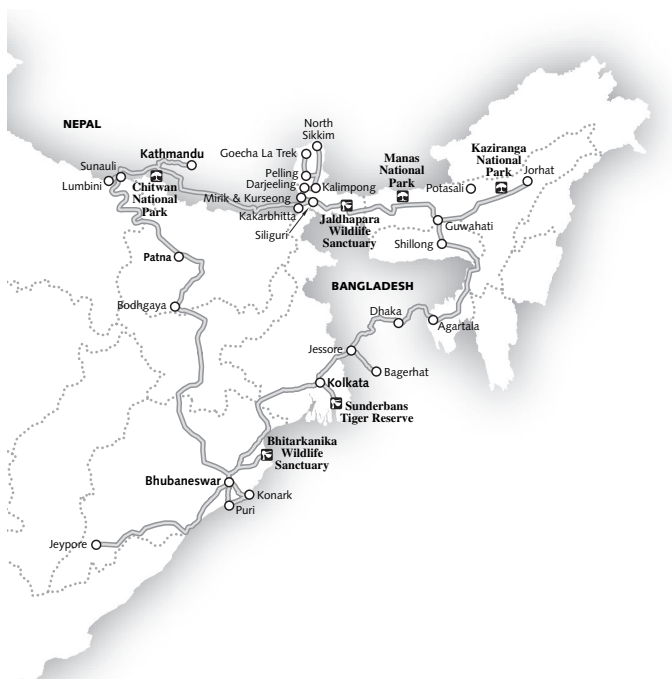 North
Sikkim
NEPAL
Goecha La Trek
Kathmandu
Manas
National
Park
Kaziranga
National
Park
Sunauli
Pelling
Jorhat
Lumbini
Chitwan
National
Park
Darjeeling
Kalimpong
Potasali
Mirik & Kurseong
Kakarbhitta
Jaldhapara
Wildlife
Sanctuary
Siliguri
Guwahati
Shillong
Patna
BANGLADESH
Bodhgaya
Dhaka
Agartala
Jessore
Bagerhat
Kolkata
Sunderbans
Tiger Reserve
Bhitarkanika
Wildlife
Sanctuary
Bhubaneswar
Konark
Puri
Jeypore